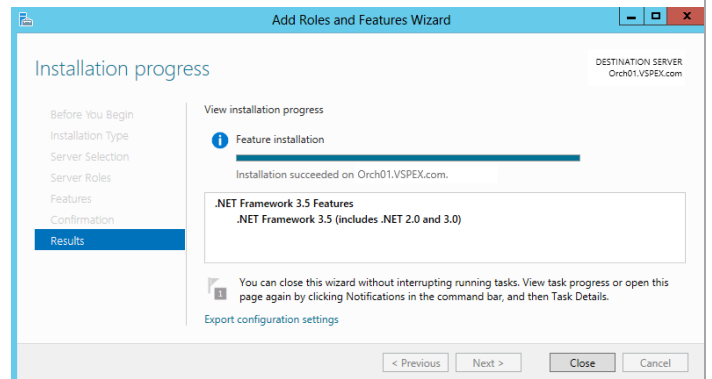 Add Roles and Features Wizard
Installation progress
DESTINATION SERVER
Orch01.VSPEX.com
Before You Begin
Installation Type
Server Selection
Server Roles
Features
Confirmation
Results
View installation progress
Feature installation
Installation succeeded on Orch01.VSPEX.com.
.NET Framework 3.5 Features
.NET Framework 3.5 (includes .NET 2.0 and 3.0)
1
You can close this wizard without interrupting running tasks. View task progress or open this
page again by clicking Notifications in the command bar, and then Task Details.
Export configuration settings
< Previous
Next >
Close
Cancel